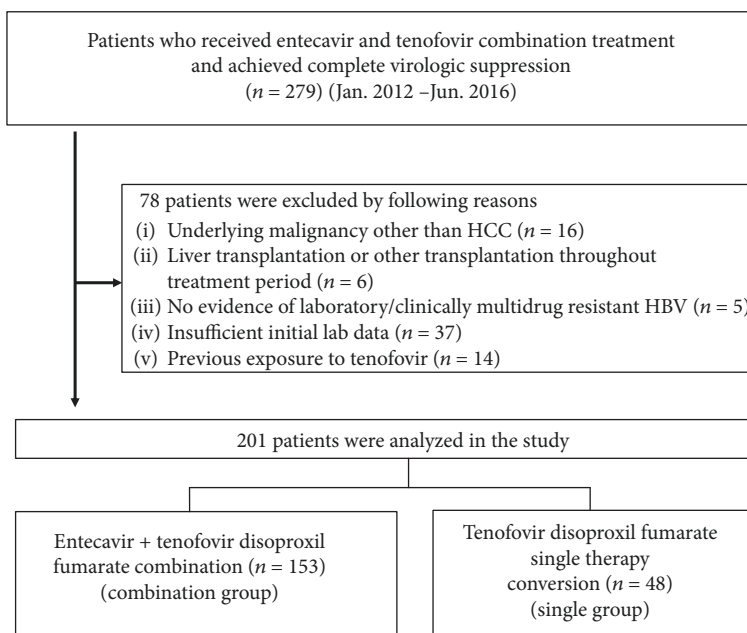 Patients who received entecavir and tenofovir combination treatment
and achieved complete virologic suppression
(n = 279) (Jan. 2012 –Jun. 2016)
78 patients were excluded by following reasons
(i) Underlying malignancy other than HCC (n = 16)
(ii) Liver transplantation or other transplantation throughout
treatment period (n = 6)
(iii) No evidence of laboratory/clinically multidrug resistant HBV (n = 5)
(iv) Insufficient initial lab data (n = 37)
(v) Previous exposure to tenofovir (n = 14)
201 patients were analyzed in the study
Entecavir + tenofovir disoproxil
fumarate combination (n = 153)
(combination group)
Tenofovir disoproxil fumarate
single therapy
conversion (n = 48)
(single group)